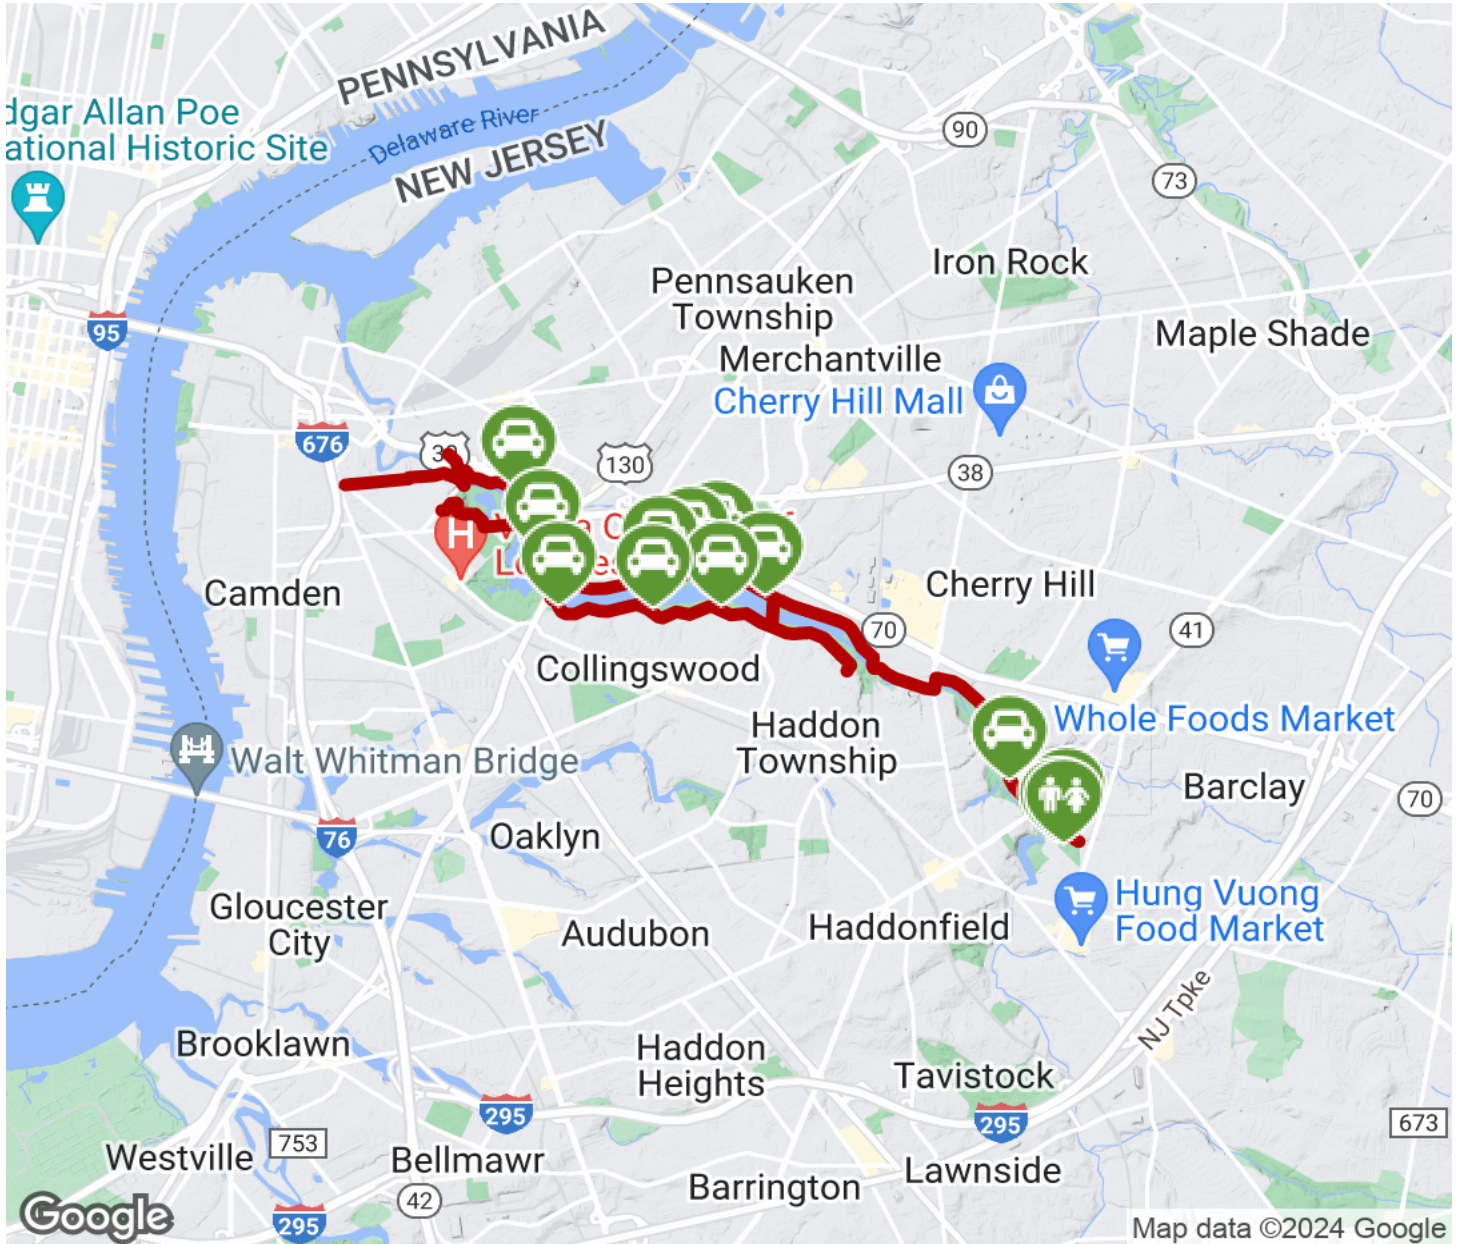 PENNSYLVANIA
Delaware River
NEW JERSEY
dgar Allan Poe
ational Historic Site
90
73
Iron Rock
Pennsauken
Township
95
Maple Shade
Merchantville
Cherry Hill Mall
676
130
38
H
Camden
Cherry Hill
70
41
Collingswood
Haddon
Township
Whole Foods Market
Walt Whitman Bridge
Barclay
70
76
Oaklyn
Gloucester
City
Audubon
Haddonfield
Hung Vuong
Food Market
NJ Tpke
Brooklawn
Haddon
Heights
Tavistock
295
295
673
753
Westville
Bellmawr
Lawnside
Barrington
42
295
Google
Map data ©2024 Google